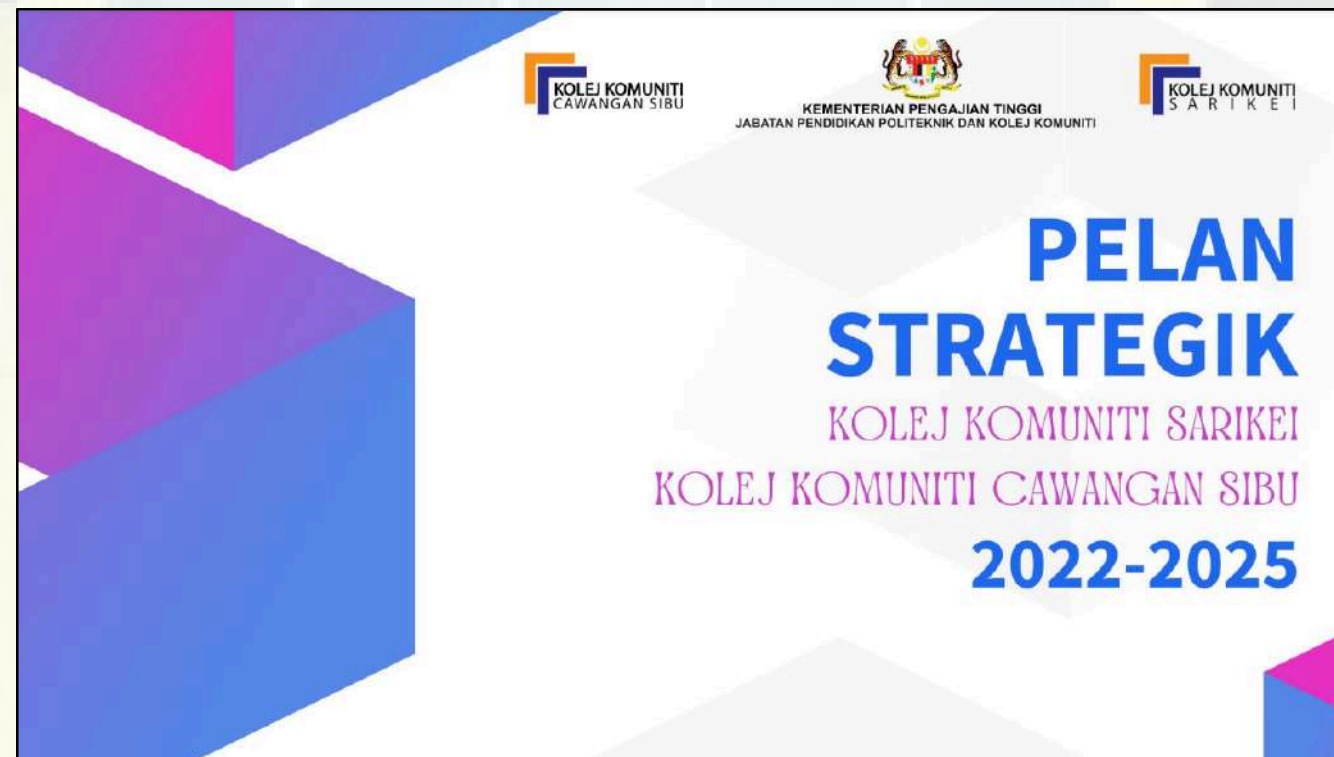 KOLEJ KOMUNITI
CAWANGAN SIBU
KEMENTERIAN PENGAJIAN TINGGI
JABATAN PENDIDIKAN POLITEKNIK DAN KOLEJ KOMUNITI
KOLEJ KOMUNITI
SARIKEI
PELAN
STRATEGIK
KOLEJ KOMUNITI SARIKEI
KOLEJ KOMUNITI CAWANGAN SIBU
2022-2025